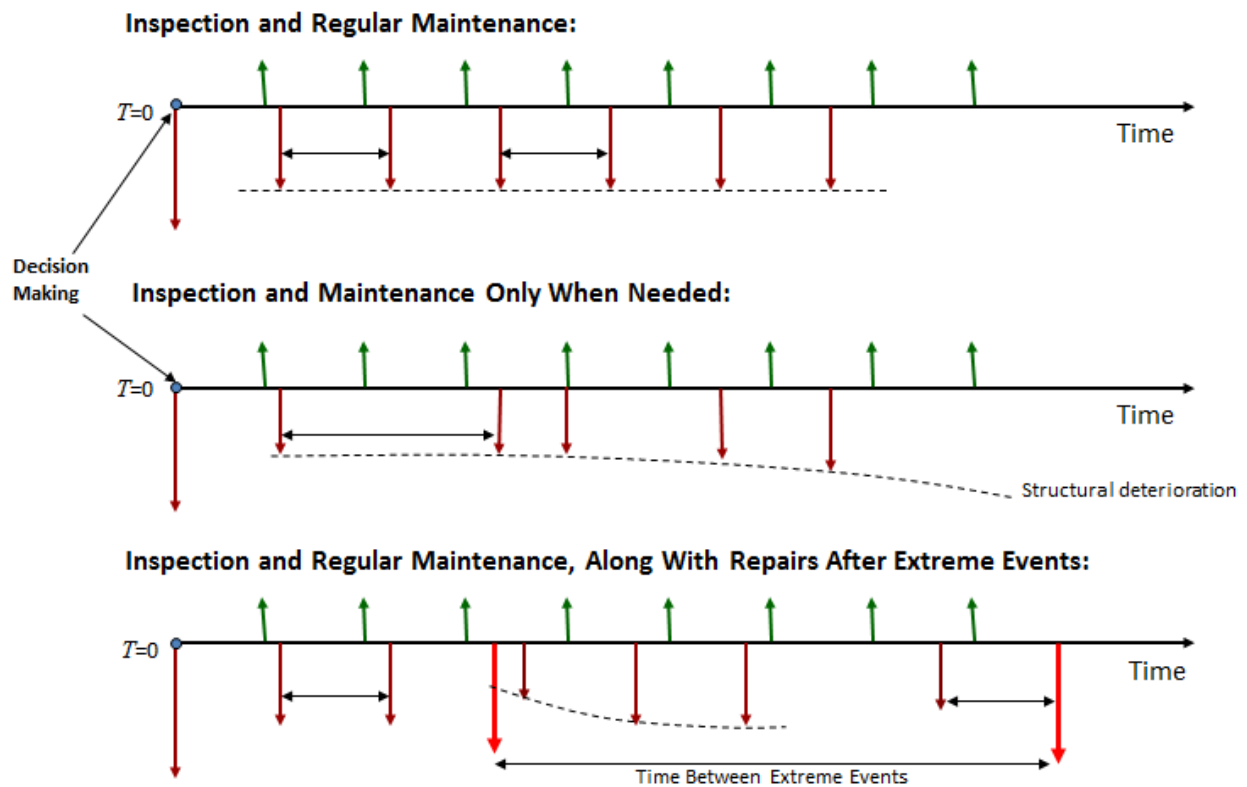 Inspection and Regular Maintenance:
T=0
Time
Decision
Making
Inspection and Maintenance Only When Needed:
T=0
Time
Structural deterioration
Inspection and Regular Maintenance, Along With Repairs After Extreme Events:
T=0
Time
Time Between Extreme Events